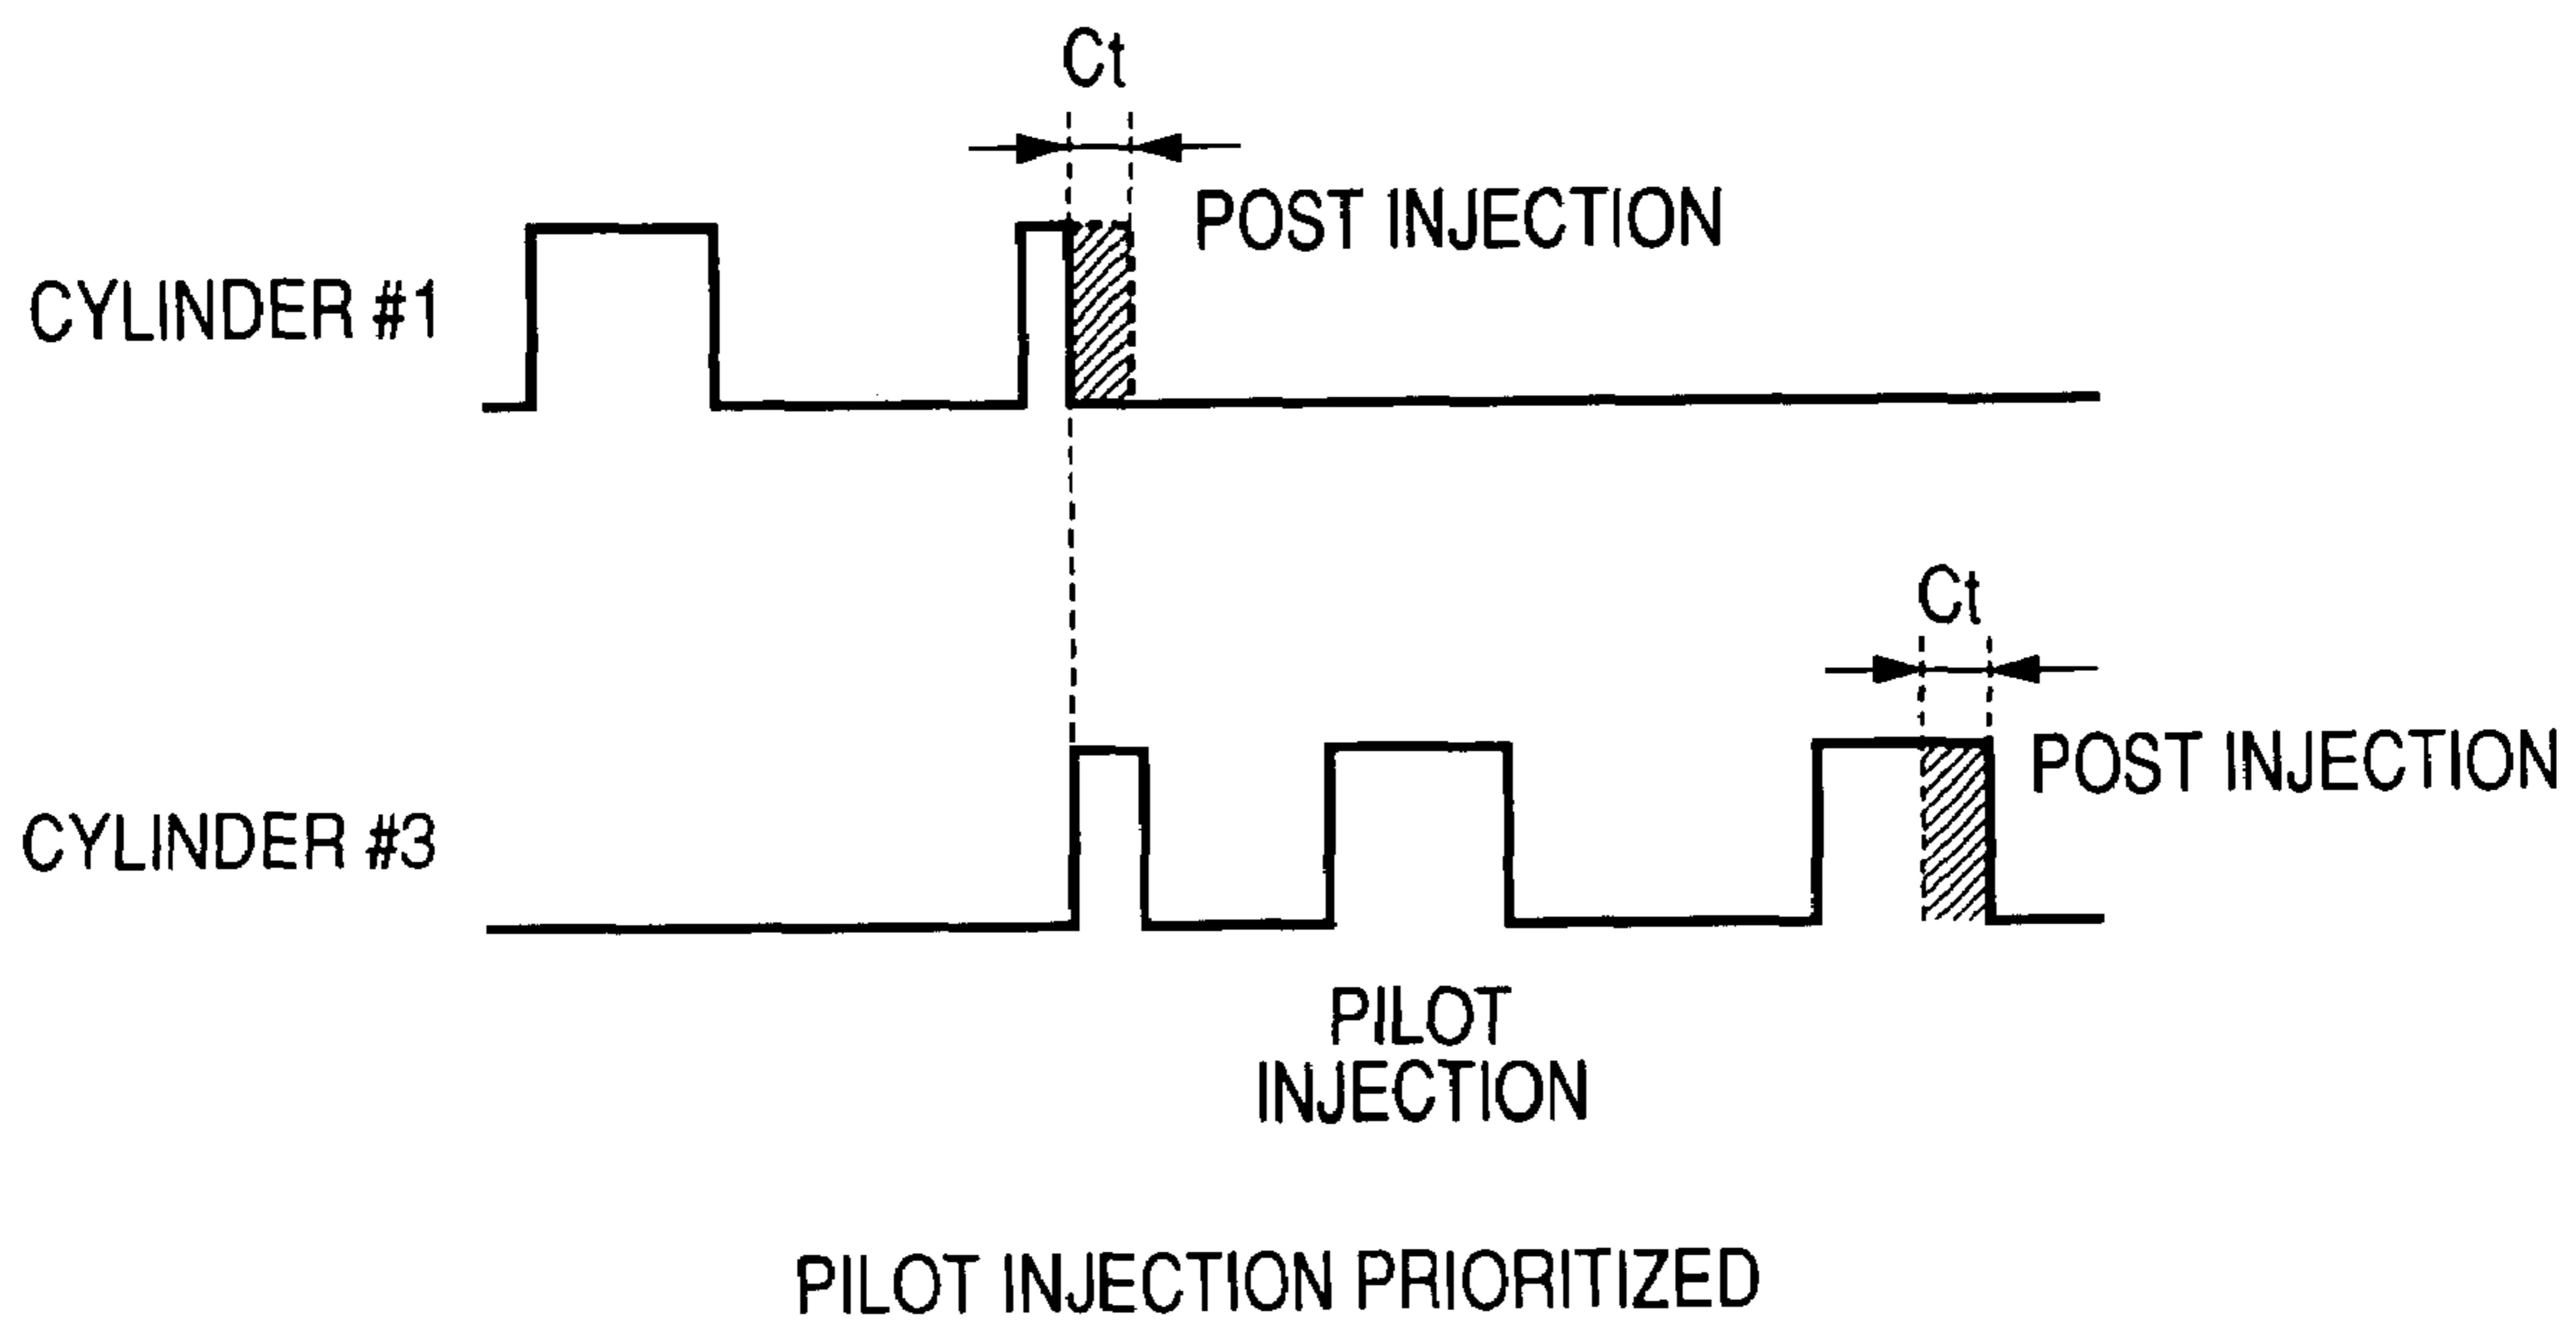 Ct
POST INJECTION
CYLINDER #1
Ct
POST INJECTION
CYLINDER #3
PILOT
INJECTION
PILOT INJECTION PRIORITIZED